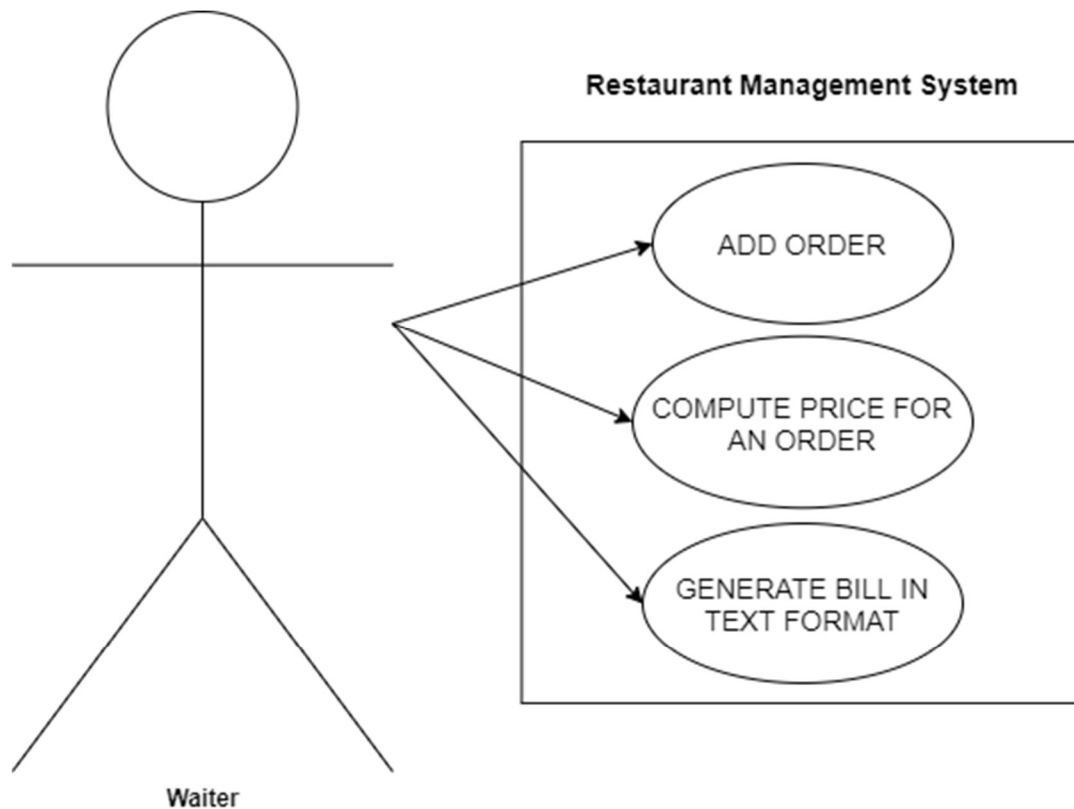 Restaurant Management System
ADD ORDER
COMPUTE PRICE FOR
AN ORDER
GENERATE BILL IN
TEXT FORMAT
Waiter